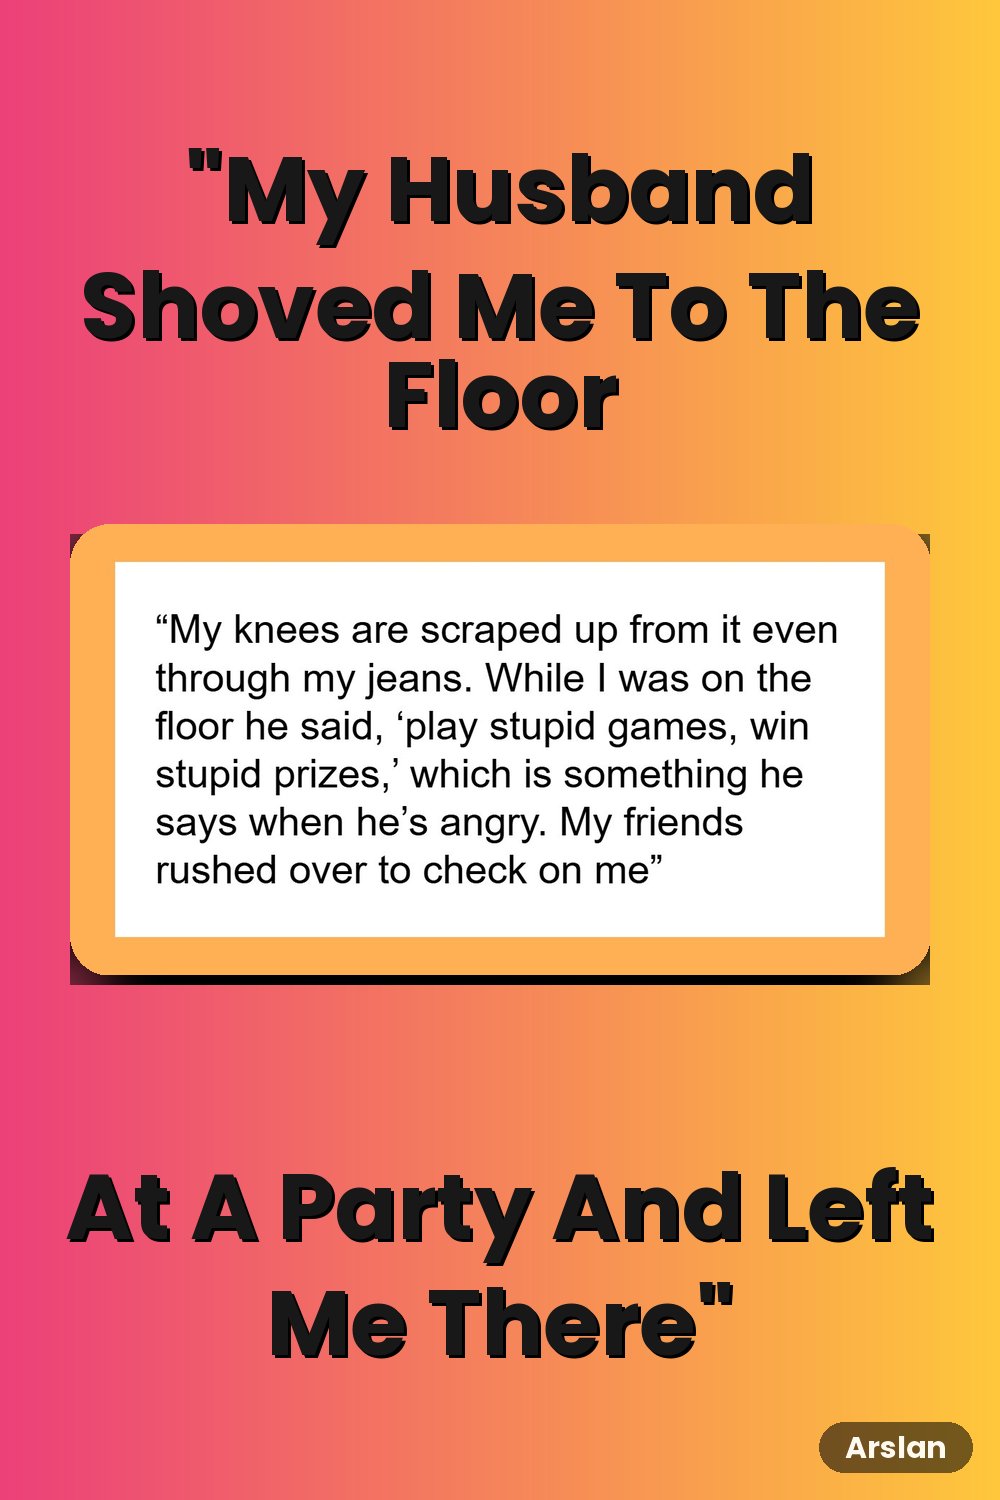 "My Husband
Shoved Me To The
Floor
“My knees are scraped up from it even
through my jeans. While I was on the
floor he said, ‘play stupid games, win
stupid prizes,’ which is something he
says when he’s angry. My friends
rushed over to check on me”
At A Party And Left
Me There"
Arslan